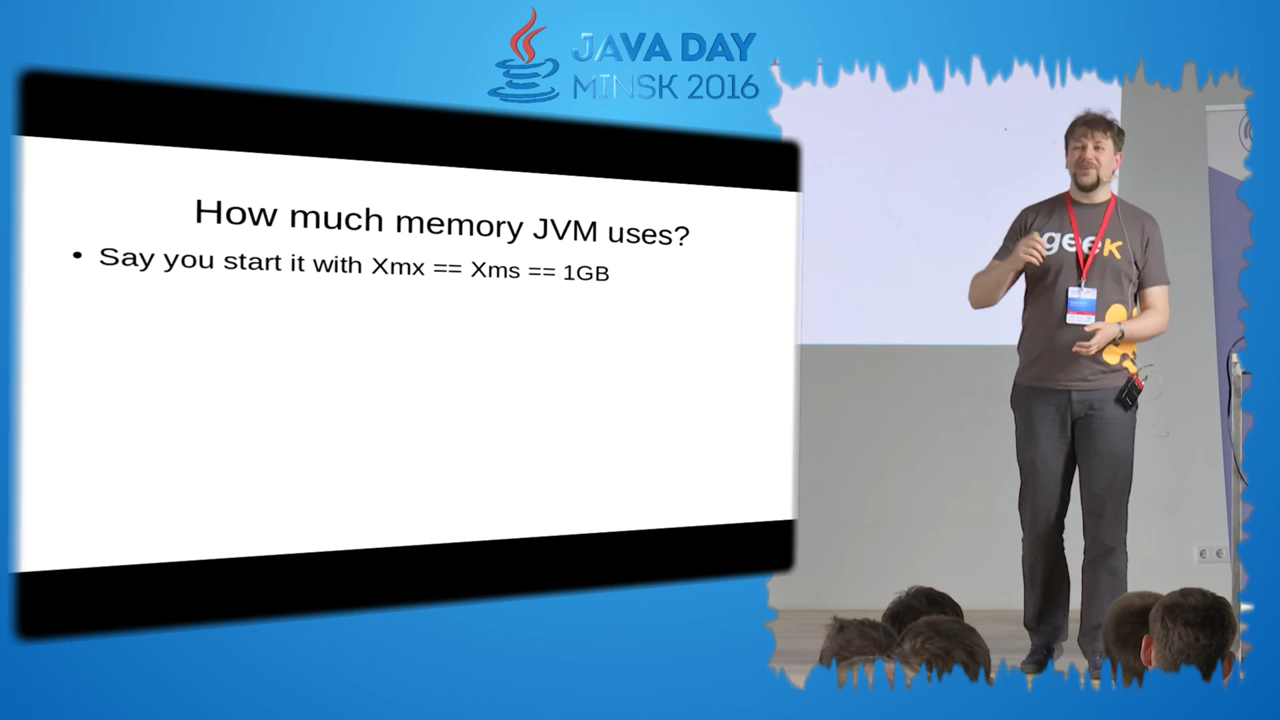 JAVA DAY
MINSK 2016
How much memory JVM uses?
• Say you start it with Xmx == Xms == 1GB
geek